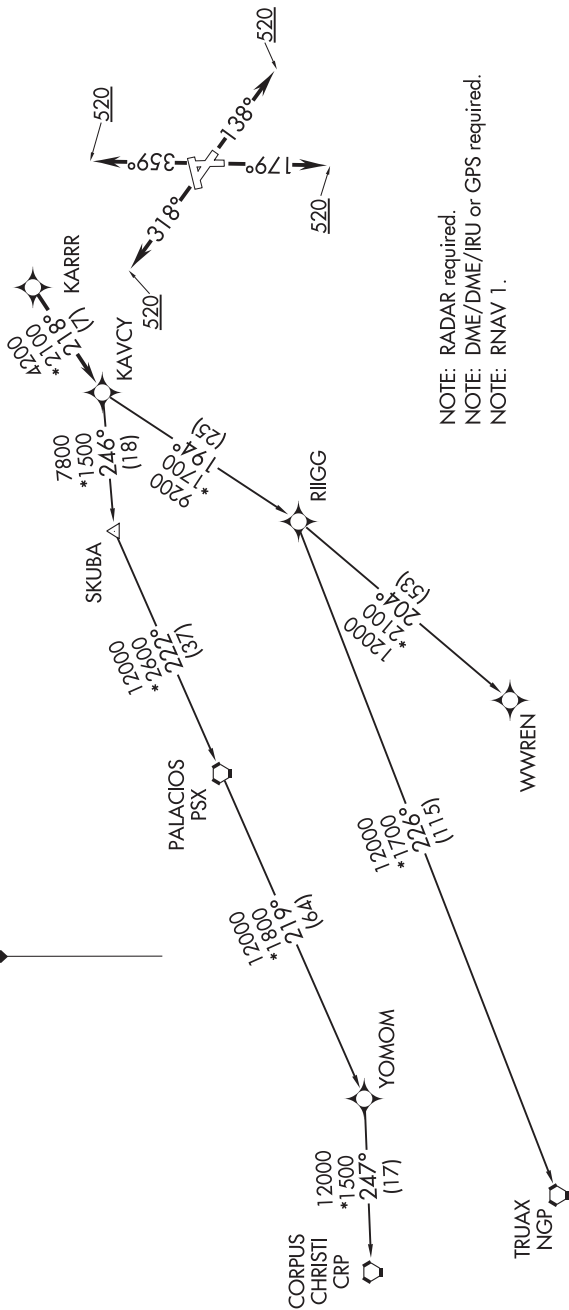 520
520
520
520
359°
138°
179°
318°
KARRR
4200
*2100
218°
(7)
KAVCY
7800
*1500
246°
(18)
SKUBA
9200
*1700
194°
(25)
RIIGG
12000
*2600
222°
(37)
PALACIOS
PSX
12000
*2100
204°
(53)
WWREN
12000
*1800
219°
(64)
YOMOM
12000
*1700
226°
(115)
TRUAX
NGP
12000
*1500
247°
(17)
CORPUS
CHRISTI
CRP
NOTE: RADAR required.
NOTE: DME/DME/IRU or GPS required.
NOTE: RNAV 1.